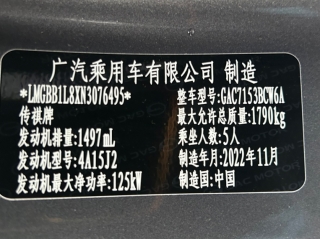 广汽乘用车有限公司 制造
*LMGBB1L8XN3076495* 整车型号:GAC7153BCW6A
传祺牌 最大允许总质量:1790kg
发动机排量:1497mL 乘坐人数:5人
发动机型号:4A15J2 制造年月:2022年11月
发动机最大净功率:125kW 制造国:中国